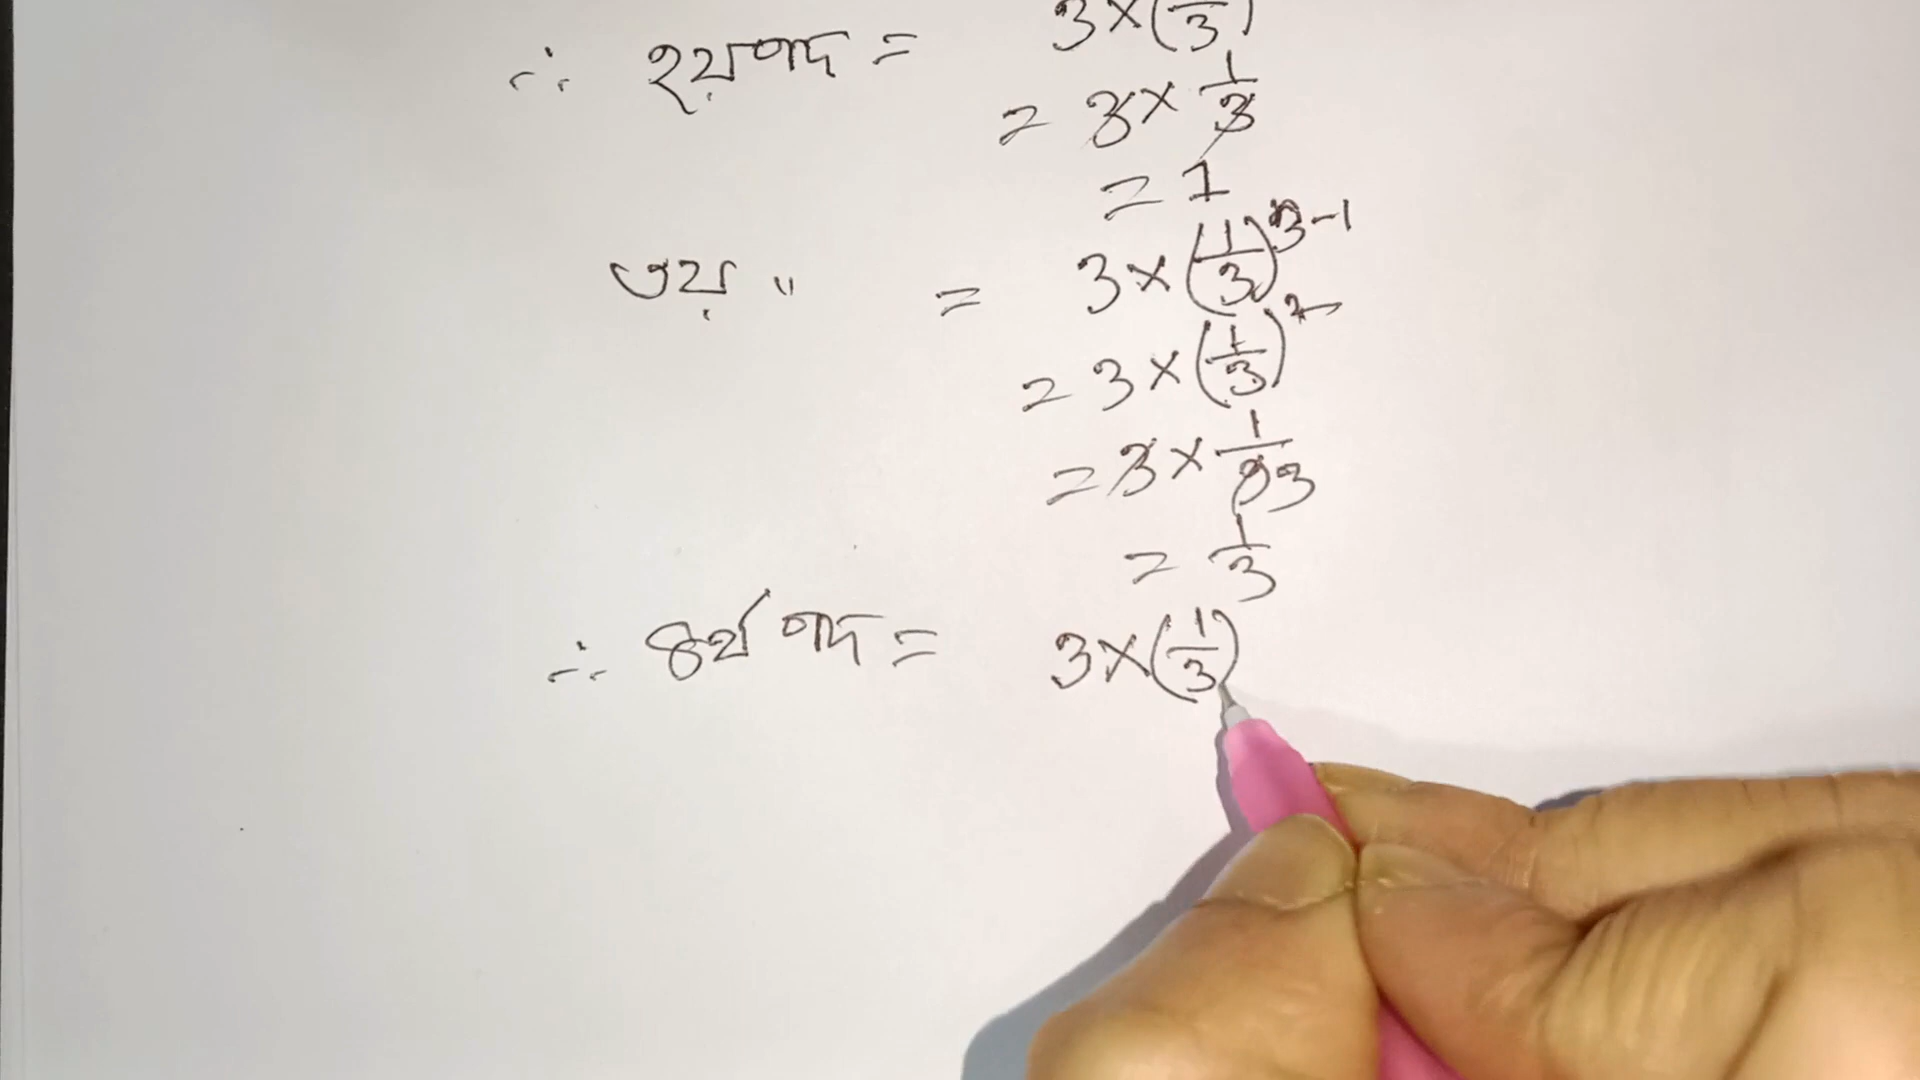 ∴ ২য় পদ = 3×(1/3)
= 3×1/3
= 1
৩য় " = 3×(1/3)^3-1
= 3×(1/3)^2
= 3×1/93
= 1/3
∴ ৪র্থ পদ = 3×(1/3)